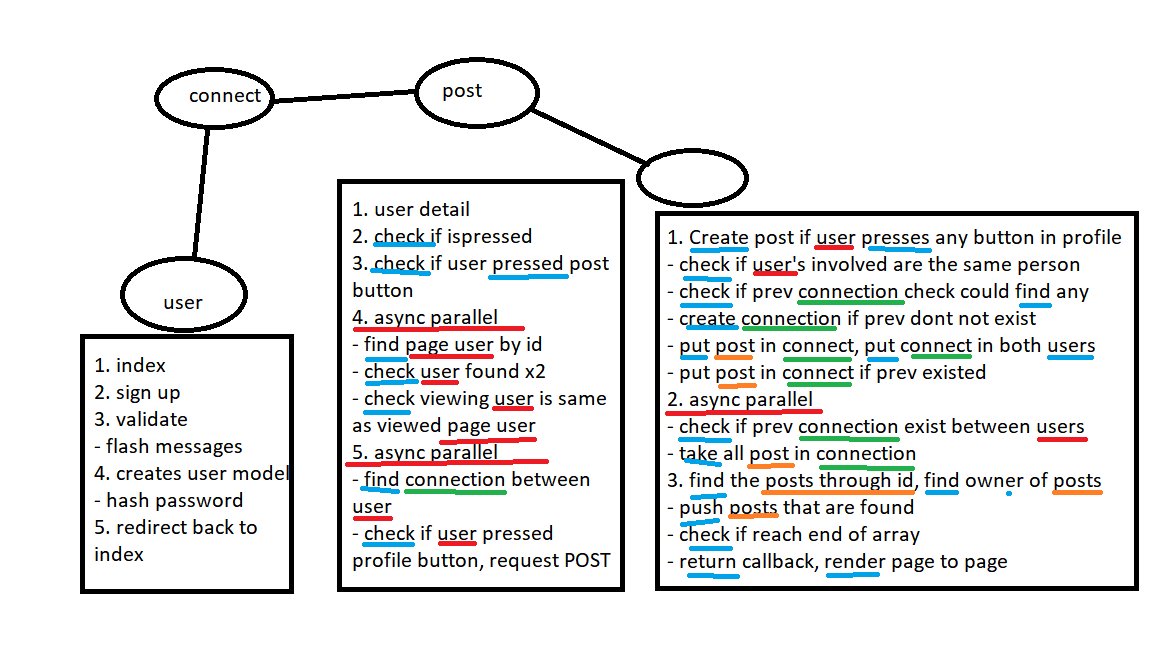 connect
post
user
1. index
2. sign up
3. validate
- flash messages
4. creates user model
- hash password
5. redirect back to
index
1. user detail
2. check if ispressed
3. check if user pressed post
button
4. async parallel
- find page user by id
- check user found x2
- check viewing user is same
as viewed page user
5. async parallel
- find connection between
user
- check if user pressed
profile button, request POST
1. Create post if user presses any button in profile
- check if user's involved are the same person
- check if prev connection check could find any
- create connection if prev dont not exist
- put post in connect, put connect in both users
- put post in connect if prev existed
2. async parallel
- check if prev connection exist between users
- take all post in connection
3. find the posts through id, find owner of posts
- push posts that are found
- check if reach end of array
- return callback, render page to page